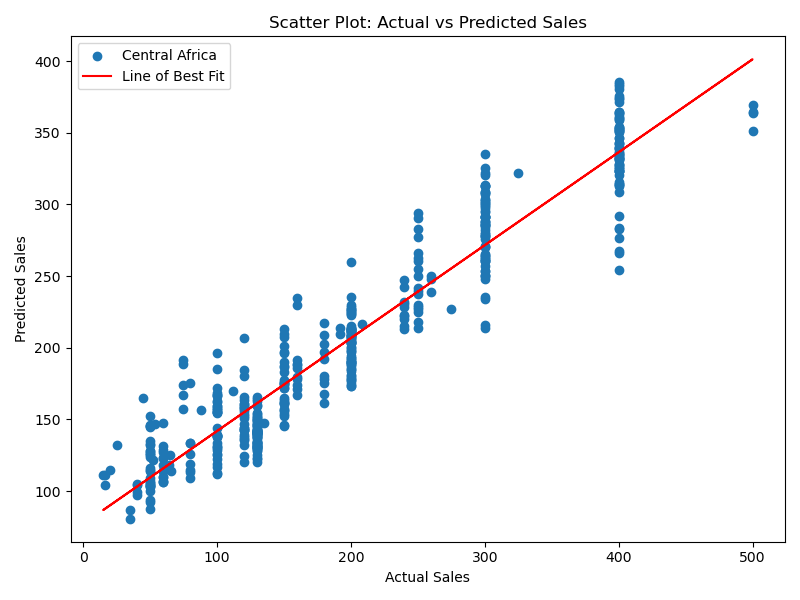 Scatter Plot: Actual vs Predicted Sales
Central Africa
Line of Best Fit
Predicted Sales
400
350
300
250
200
150
100
0 100 200 300 400 500
Actual Sales